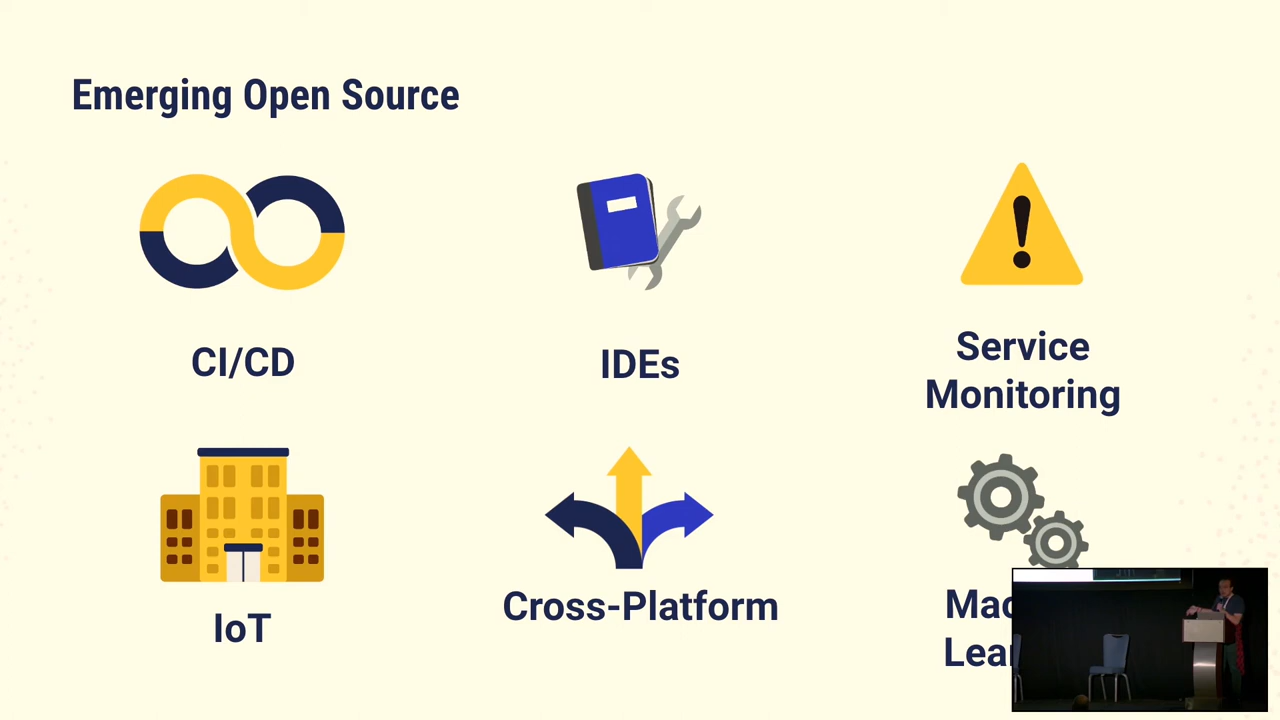 Emerging Open Source
CI/CD
IDEs
Service
Monitoring
IoT
Cross-Platform